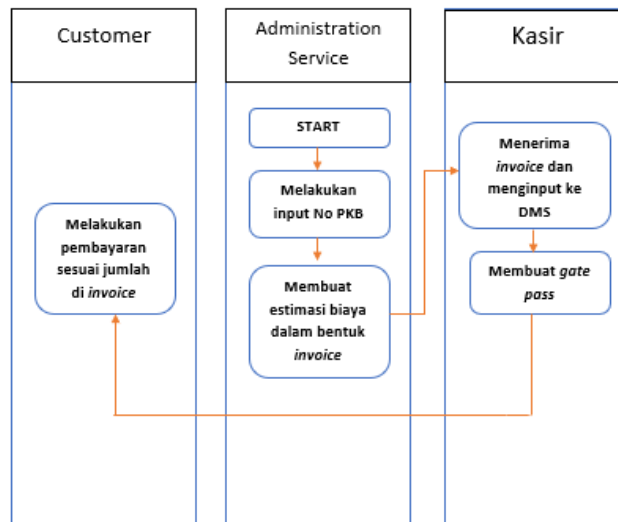 Customer
Administration
Service
Kasir
START
Melakukan
input No PKB
Membuat
estimasi biaya
dalam bentuk
invoice
Menerima
invoice dan
menginput ke
DMS
Membuat gate
pass
Melakukan
pembayaran
sesuai jumlah
di invoice